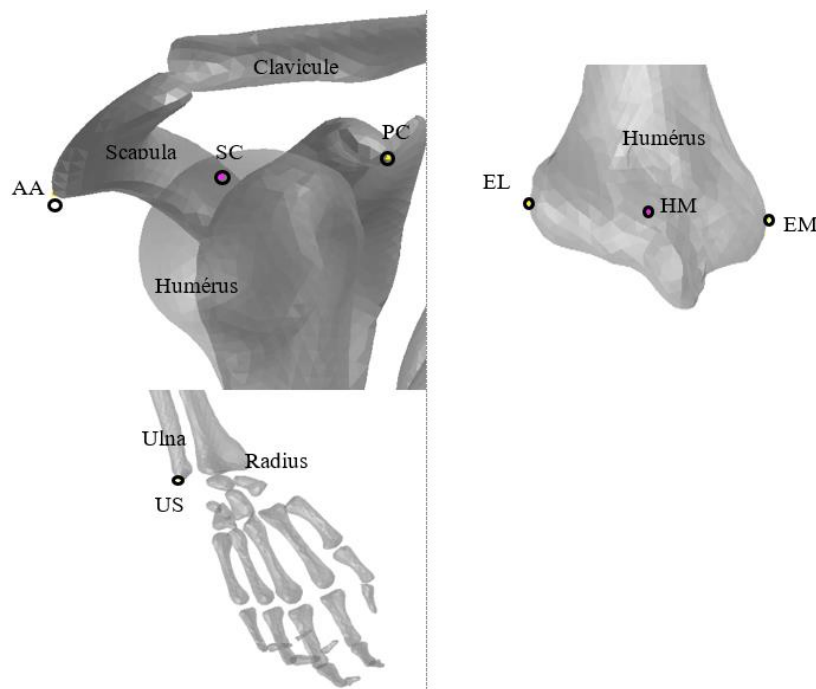 Clavicule
PC
Scapula
SC
AA
Humérus
Humérus
EL
HM
EM
Ulna
Radius
US